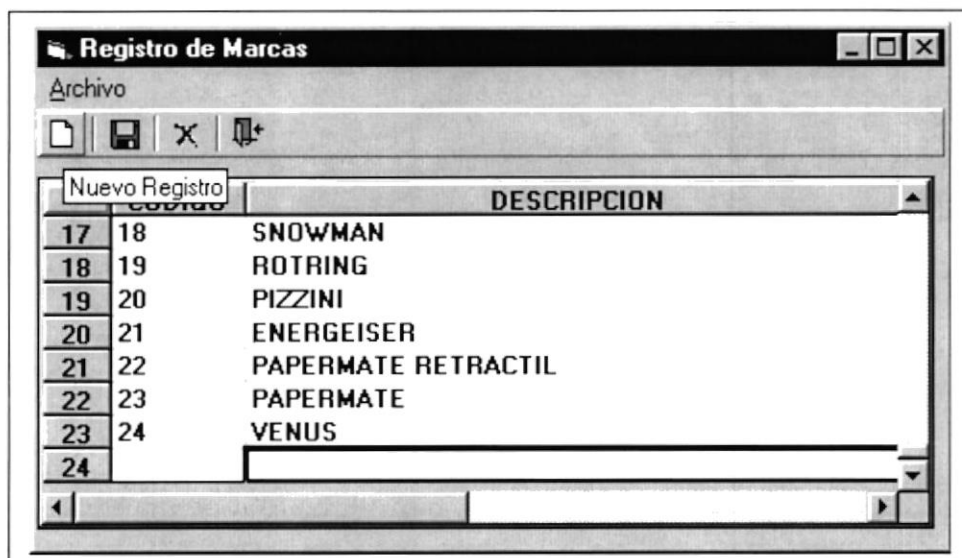 Registro de Marcas
Archivo
Nuevo Registro
CODIGO DESCRIPCION
17 18 SNOWMAN
18 19 ROTRING
19 20 PIZZINI
20 21 ENERGEISER
21 22 PAPERMATE RETRACTIL
22 23 PAPERMATE
23 24 VENUS
24